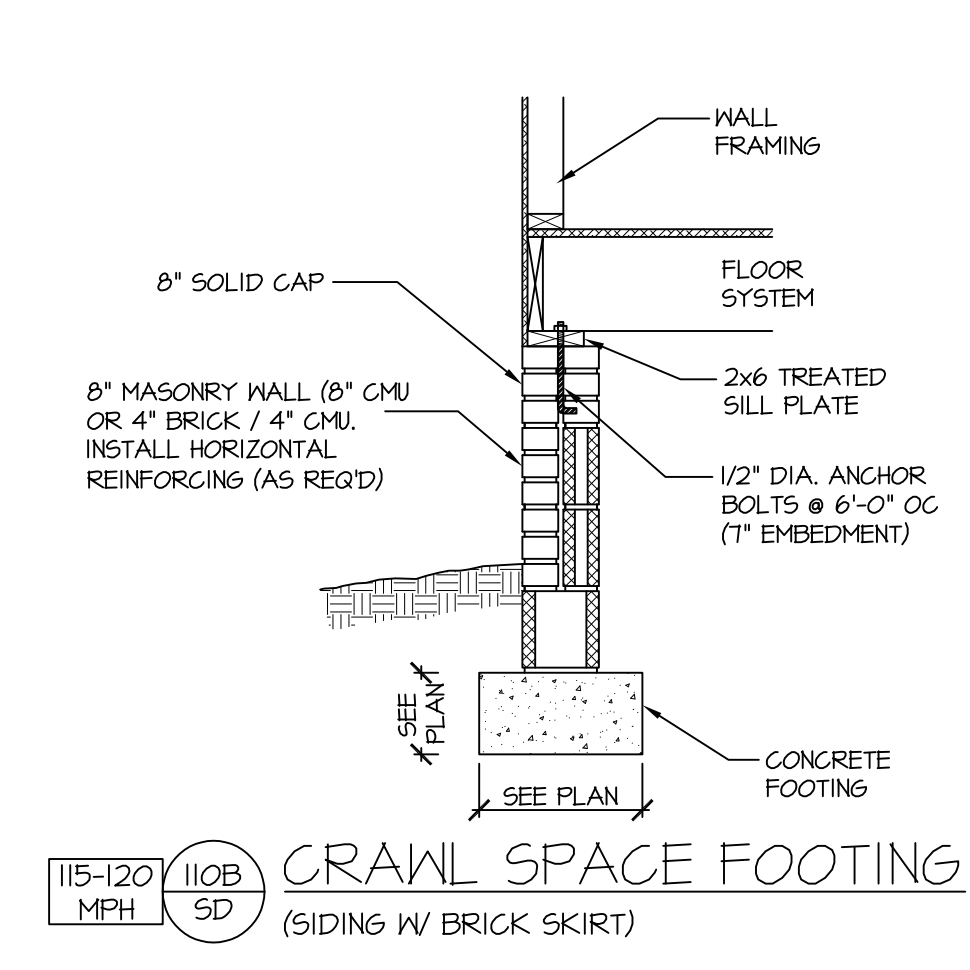 WALL
FRAMING
FLOOR
SYSTEM
8" SOLID CAP
2x6 TREATED
SILL PLATE
8" MASONRY WALL (8" CMU
OR 4" BRICK / 4" CMU.
INSTALL HORIZONTAL
REINFORCING (AS REQ'D)
1/2" DIA. ANCHOR
BOLTS @ 6'-0" OC
(7" EMBEDMENT)
SEE
PLAN
CONCRETE
FOOTING
SEE PLAN
115-120
MPH
110B
SD
CRAWL SPACE FOOTING
(SIDING W/ BRICK SKIRT)